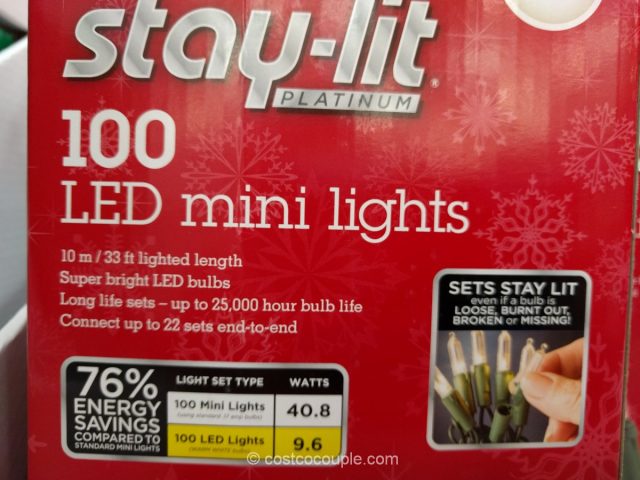 stay-lit®
PLATINUM
100
LED mini lights
10 m / 33 ft lighted length
Super bright LED bulbs
Long life sets – up to 25,000 hour bulb life
Connect up to 22 sets end-to-end
SETS STAY LIT
even if a bulb is
LOOSE, BURNT OUT,
BROKEN or MISSING!
76%
ENERGY
SAVINGS
COMPARED TO
STANDARD MINI LIGHTS
LIGHT SET TYPE WATTS
100 Mini Lights 40.8
100 LED Lights 9.6
(WARM WHITE bulbs)
© costcocouple.com